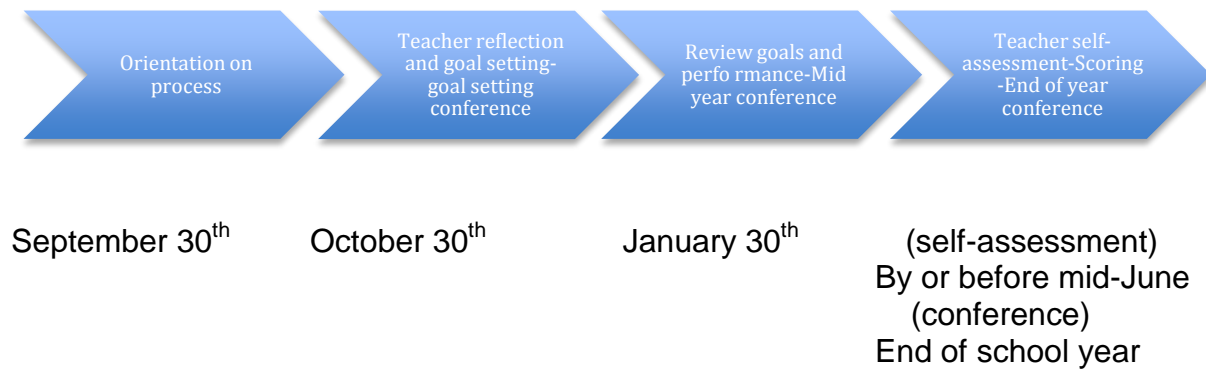 Orientation on
process
Teacher reflection
and goal setting-
goal setting
conference
Review goals and
perfo rmance-Mid
year conference
Teacher self-
assessment-Scoring
-End of year
conference
September 30th
October 30th
January 30th
(self-assessment)
By or before mid-June
(conference)
End of school year